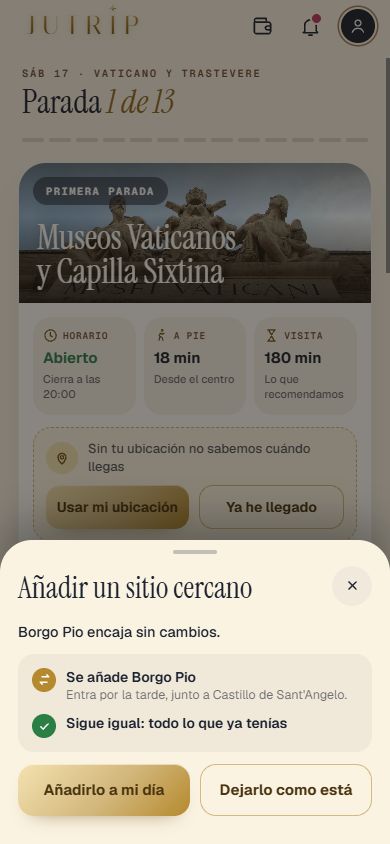 JUTRIP
SÁB 17 · VATICANO Y TRASTEVERE
Parada 1 de 13
PRIMERA PARADA
Museos Vaticanos
y Capilla Sixtina
MUSEI VATICANI
HORARIO
Abierto
Cierra a las
20:00
A PIE
18 min
Desde el centro
VISITA
180 min
Lo que
recomendamos
Sin tu ubicación no sabemos cuándo
llegas
Usar mi ubicación
Ya he llegado
Añadir un sitio cercano
Borgo Pio encaja sin cambios.
Se añade Borgo Pio
Entra por la tarde, junto a Castillo de Sant'Angelo.
Sigue igual: todo lo que ya tenías
Añadirlo a mi día
Dejarlo como está